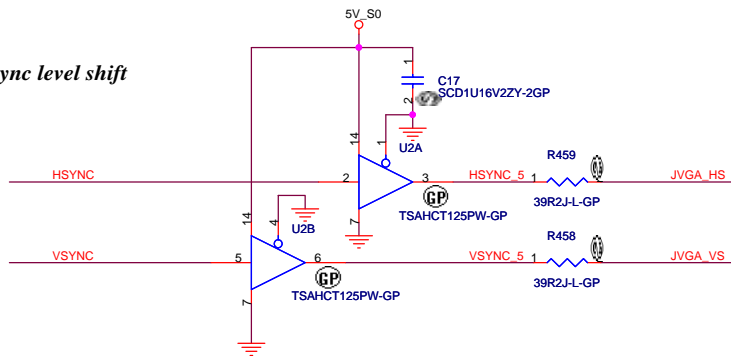 5V_S0
ync level shift
1
C17
2
SCD1U16V2ZY-2GP
14
1
U2A
R459
HSYNC
2
3
HSYNC_5
1
JVGA_HS
GP
TSAHCT125PW-GP
39R2J-L-GP
7
14
4
U2B
R458
VSYNC
5
6
VSYNC_5
1
JVGA_VS
GP
TSAHCT125PW-GP
39R2J-L-GP
7